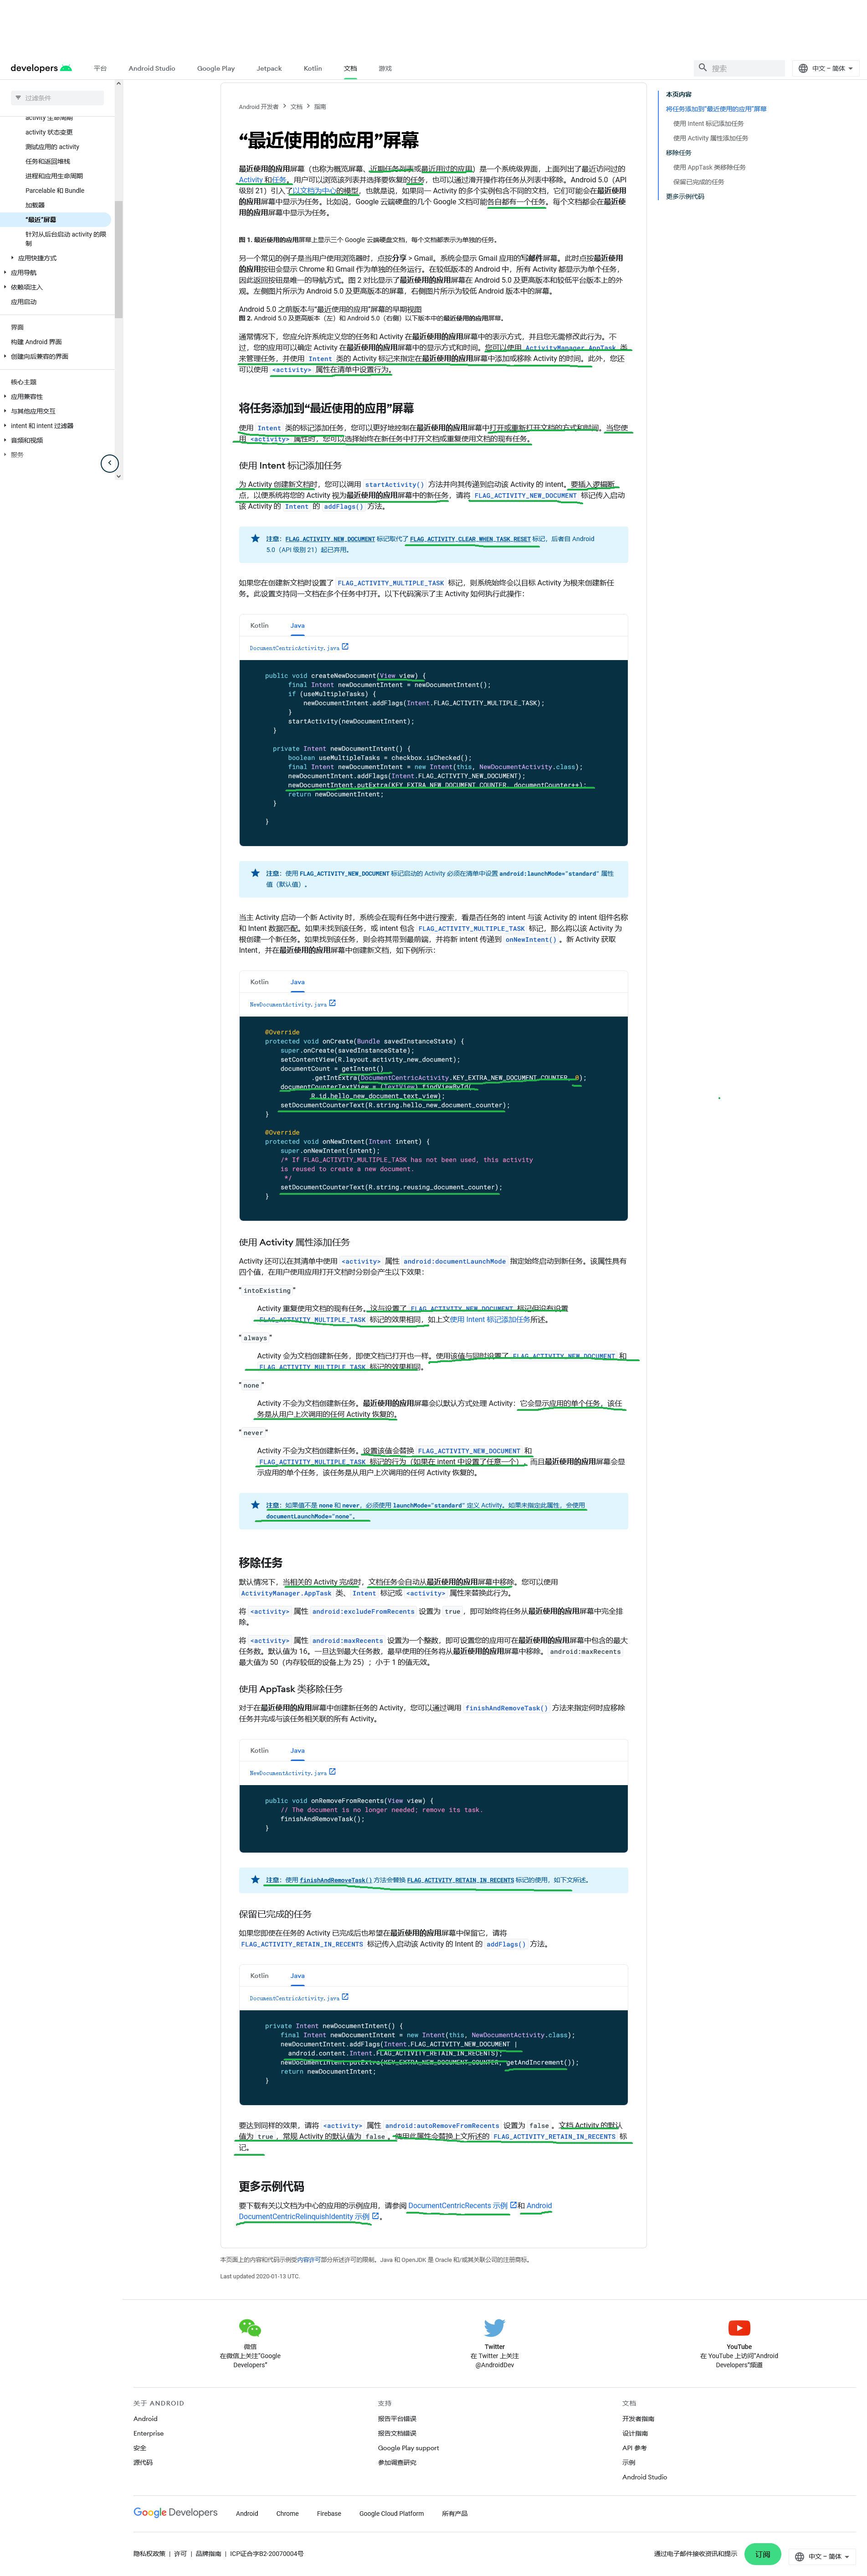 developers
平台
Android Studio
Google Play
Jetpack
Kotlin
文档
游戏
搜索
中文 – 简体
过滤条件
activity 生命周期
activity 状态变更
测试应用的 activity
任务和返回堆栈
进程和应用生命周期
Parcelable 和 Bundle
加载器
“最近”屏幕
针对从后台启动 activity 的限
制
应用快捷方式
应用导航
依赖项注入
应用启动
界面
构建 Android 界面
创建向后兼容的界面
核心主题
应用兼容性
与其他应用交互
intent 和 intent 过滤器
音频和视频
服务
本页内容
将任务添加到“最近使用的应用”屏幕
使用 Intent 标记添加任务
使用 Activity 属性添加任务
移除任务
使用 AppTask 类移除任务
保留已完成的任务
更多示例代码
Android 开发者 > 文档 > 指南
“最近使用的应用”屏幕
最近使用的应用屏幕（也称为概览屏幕、近期任务列表或最近用过的应用）是一个系统级界面，上面列出了最近访问过的
Activity 和任务。用户可以浏览该列表并选择要恢复的任务，也可以通过滑开操作将任务从列表中移除。Android 5.0（API
级别 21）引入了以文档为中心的模型，也就是说，如果同一 Activity 的多个实例包含不同的文档，它们可能会在最近使用
的应用屏幕中显示为任务。比如说，Google 云端硬盘的几个 Google 文档可能各自都有一个任务。每个文档都会在最近使
用的应用屏幕中显示为任务。
图 1. 最近使用的应用屏幕上显示三个 Google 云端硬盘文档，每个文档都表示为单独的任务。
另一个常见的例子是当用户使用浏览器时，点按分享 > Gmail。系统会显示 Gmail 应用的写邮件屏幕。此时点按最近使用
的应用按钮会显示 Chrome 和 Gmail 作为单独的任务运行。在较低版本的 Android 中，所有 Activity 都显示为单个任务，
因此返回按钮是唯一的导航方式。图 2 对比显示了最近使用的应用屏幕在 Android 5.0 及更高版本和较低平台版本上的外
观。左侧图片所示为 Android 5.0 及更高版本的屏幕，右侧图片所示为较低 Android 版本中的屏幕。
Android 5.0 之前的版本与“最近使用的应用”屏幕的早期视图
图 2. Android 5.0 及更高版本（左）和 Android 5.0（右侧）以下版本中的最近使用的应用屏幕。
通常情况下，您应允许系统定义您的任务和 Activity 在最近使用的应用屏幕中的表示方式，并且您无需修改此行为。不
过，您的应用可以确定 Activity 在最近使用的应用屏幕中的显示方式和时间。您可以使用 ActivityManager.AppTask 类
来管理任务，并使用 Intent 类的 Activity 标记来指定在最近使用的应用屏幕中添加或移除 Activity 的时间。此外，您还
可以使用 <activity> 属性在清单中设置行为。
将任务添加到“最近使用的应用”屏幕
使用 Intent 类的标记添加任务，您可以更好地控制在最近使用的应用屏幕中打开或重新打开文档的方式和时间。当您使
用 <activity> 属性时，您可以选择始终在新任务中打开文档或重复使用文档的现有任务。
使用 Intent 标记添加任务
为 Activity 创建新文档时，您可以调用 startActivity() 方法并向其传递到启动该 Activity 的 intent。要插入逻辑断
点，以便系统将您的 Activity 视为最近使用的应用屏幕中的新任务，请将 FLAG_ACTIVITY_NEW_DOCUMENT 标记传入启动
该 Activity 的 Intent 的 addFlags() 方法。
注意：FLAG_ACTIVITY_NEW_DOCUMENT 标记取代了 FLAG_ACTIVITY_CLEAR_WHEN_TASK_RESET 标记，后者自 Android
5.0（API 级别 21）起已弃用。
如果您在创建新文档时设置了 FLAG_ACTIVITY_MULTIPLE_TASK 标记，则系统始终会以目标 Activity 为根来创建新任
务。此设置支持同一文档在多个任务中打开。以下代码演示了主 Activity 如何执行此操作：
Kotlin Java
DocumentCentricActivity.java
public void createNewDocument(View view) {
final Intent newDocumentIntent = newDocumentIntent();
if (useMultipleTasks) {
newDocumentIntent.addFlags(Intent.FLAG_ACTIVITY_MULTIPLE_TASK);
}
startActivity(newDocumentIntent);
}
private Intent newDocumentIntent() {
boolean useMultipleTasks = checkbox.isChecked();
final Intent newDocumentIntent = new Intent(this, NewDocumentActivity.class);
newDocumentIntent.addFlags(Intent.FLAG_ACTIVITY_NEW_DOCUMENT);
newDocumentIntent.putExtra(KEY_EXTRA_NEW_DOCUMENT_COUNTER, documentCounter++);
return newDocumentIntent;
}
}
注意：使用 FLAG_ACTIVITY_NEW_DOCUMENT 标记启动的 Activity 必须在清单中设置 android:launchMode="standard" 属性
值（默认值）。
当主 Activity 启动一个新 Activity 时，系统会在现有任务中进行搜索，看是否任务的 intent 与该 Activity 的 intent 组件名称
和 Intent 数据匹配。如果未找到该任务，或 intent 包含 FLAG_ACTIVITY_MULTIPLE_TASK 标记，那么将以该 Activity 为
根创建一个新任务。如果找到该任务，则会将其带到最前端，并将新 intent 传递到 onNewIntent() 。新 Activity 获取
Intent，并在最近使用的应用屏幕中创建新文档，如下例所示：
Kotlin Java
NewDocumentActivity.java
@Override
protected void onCreate(Bundle savedInstanceState) {
super.onCreate(savedInstanceState);
setContentView(R.layout.activity_new_document);
documentCount = getIntent()
.getIntExtra(DocumentCentricActivity.KEY_EXTRA_NEW_DOCUMENT_COUNTER, 0);
documentCounterTextView = (TextView) findViewById(
R.id.hello_new_document_text_view);
setDocumentCounterText(R.string.hello_new_document_counter);
}
@Override
protected void onNewIntent(Intent intent) {
super.onNewIntent(intent);
/* If FLAG_ACTIVITY_MULTIPLE_TASK has not been used, this activity
is reused to create a new document.
*/
setDocumentCounterText(R.string.reusing_document_counter);
}
使用 Activity 属性添加任务
Activity 还可以在其清单中使用 <activity> 属性 android:documentLaunchMode 指定始终启动到新任务。该属性具有
四个值，在用户使用应用打开文档时分别会产生以下效果：
"intoExisting"
Activity 重复使用文档的现有任务。这与设置了 FLAG_ACTIVITY_NEW_DOCUMENT 标记但没有设置
FLAG_ACTIVITY_MULTIPLE_TASK 标记的效果相同，如上文使用 Intent 标记添加任务所述。
"always"
Activity 会为文档创建新任务，即使文档已打开也一样。使用该值与同时设置了 FLAG_ACTIVITY_NEW_DOCUMENT 和
FLAG_ACTIVITY_MULTIPLE_TASK 标记的效果相同。
"none"
Activity 不会为文档创建新任务。最近使用的应用屏幕会以默认方式处理 Activity：它会显示应用的单个任务，该任
务是从用户上次调用的任何 Activity 恢复的。
"never"
Activity 不会为文档创建新任务。设置该值会替换 FLAG_ACTIVITY_NEW_DOCUMENT 和
FLAG_ACTIVITY_MULTIPLE_TASK 标记的行为（如果在 intent 中设置了任意一个），而且最近使用的应用屏幕会显
示应用的单个任务，该任务是从用户上次调用的任何 Activity 恢复的。
注意：如果值不是 none 和 never，必须使用 launchMode="standard" 定义 Activity。如果未指定此属性，会使用
documentLaunchMode="none"。
移除任务
默认情况下，当相关的 Activity 完成时，文档任务会自动从最近使用的应用屏幕中移除。您可以使用
ActivityManager.AppTask 类、Intent 标记或 <activity> 属性来替换此行为。
将 <activity> 属性 android:excludeFromRecents 设置为 true，即可始终将任务从最近使用的应用屏幕中完全排
除。
将 <activity> 属性 android:maxRecents 设置为一个整数，即可设置您的应用可在最近使用的应用屏幕中包含的最大
任务数。默认值为 16。一旦达到最大任务数，最早使用的任务将从最近使用的应用屏幕中移除。android:maxRecents
最大值为 50（内存较低的设备上为 25）；小于 1 的值无效。
使用 AppTask 类移除任务
对于在最近使用的应用屏幕中创建新任务的 Activity，您可以通过调用 finishAndRemoveTask() 方法来指定何时应移除
任务并完成与该任务相关联的所有 Activity。
Kotlin Java
NewDocumentActivity.java
public void onRemoveFromRecents(View view) {
// The document is no longer needed; remove its task.
finishAndRemoveTask();
}
注意：使用 finishAndRemoveTask() 方法会替换 FLAG_ACTIVITY_RETAIN_IN_RECENTS 标记的使用，如下文所述。
保留已完成的任务
如果您即使在任务的 Activity 已完成后也希望在最近使用的应用屏幕中保留它，请将
FLAG_ACTIVITY_RETAIN_IN_RECENTS 标记传入启动该 Activity 的 Intent 的 addFlags() 方法。
Kotlin Java
DocumentCentricActivity.java
private Intent newDocumentIntent() {
final Intent newDocumentIntent = new Intent(this, NewDocumentActivity.class);
newDocumentIntent.addFlags(Intent.FLAG_ACTIVITY_NEW_DOCUMENT |
android.content.Intent.FLAG_ACTIVITY_RETAIN_IN_RECENTS);
newDocumentIntent.putExtra(KEY_EXTRA_NEW_DOCUMENT_COUNTER, getAndIncrement());
return newDocumentIntent;
}
要达到同样的效果，请将 <activity> 属性 android:autoRemoveFromRecents 设置为 false。文档 Activity 的默认
值为 true，常规 Activity 的默认值为 false。使用此属性会替换上文所述的 FLAG_ACTIVITY_RETAIN_IN_RECENTS 标
记。
更多示例代码
要下载有关以文档为中心的应用的示例应用，请参阅 DocumentCentricRecents 示例 和 Android
DocumentCentricRelinquishIdentity 示例 。
本页面上的内容和代码示例受内容许可部分所述许可的限制。Java 和 OpenJDK 是 Oracle 和/或其关联公司的注册商标。
Last updated 2020-01-13 UTC.
微信
在微信上关注“Google
Developers”
Twitter
在 Twitter 上关注
@AndroidDev
YouTube
在 YouTube 上访问“Android
Developers”频道
关于 ANDROID
Android
Enterprise
安全
源代码
支持
报告平台错误
报告文档错误
Google Play support
参加调查研究
文档
开发者指南
设计指南
API 参考
示例
Android Studio
Google Developers
Android
Chrome
Firebase
Google Cloud Platform
所有产品
隐私权政策 | 许可 | 品牌指南 | ICP证合字B2-20070004号
通过电子邮件接收资讯和提示
订阅
中文 – 简体